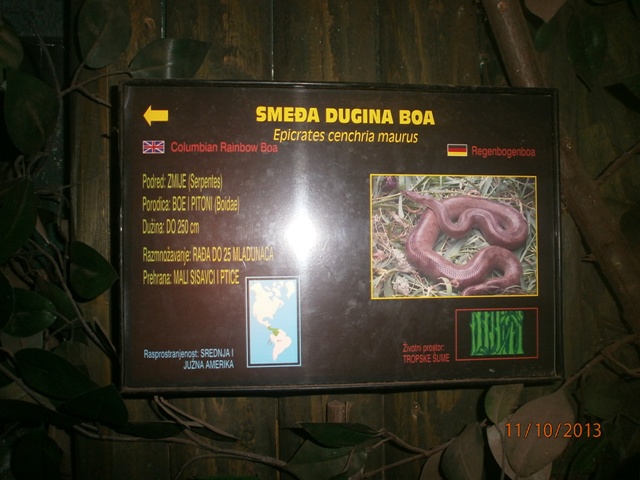 SMEĐA DUGINA BOA
Epicrates cenchria maurus
Columbian Rainbow Boa
Regenbogenboa
Podred: ZMIJE (Serpentes)
Porodica: BOE I PITONI (Boidae)
Dužina: DO 250 cm
Razmnožavanje: RAĐA DO 25 MLADUNACA
Prehrana: MALI SISAVCI I PTICE
Rasprostranjenost: SREDNJA I
JUŽNA AMERIKA
Životni prostor:
TROPSKE ŠUME
11/10/2013